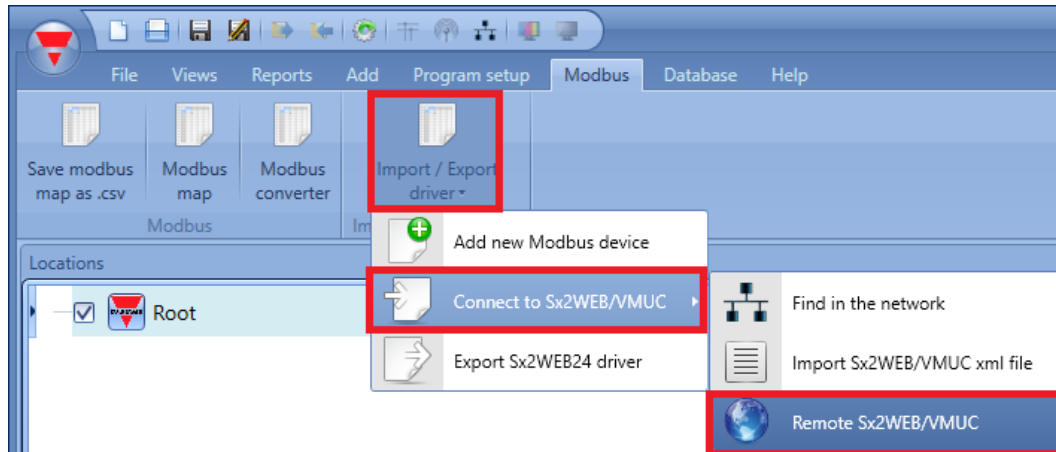 File Views Reports Add Program setup Modbus Database Help
Save modbus map as .csv
Modbus map
Modbus converter
Import / Export driver
Modbus
Im
Add new Modbus device
Locations
Connect to Sx2WEB/VMUC
Find in the network
Root
Export Sx2WEB24 driver
Import Sx2WEB/VMUC xml file
Remote Sx2WEB/VMUC